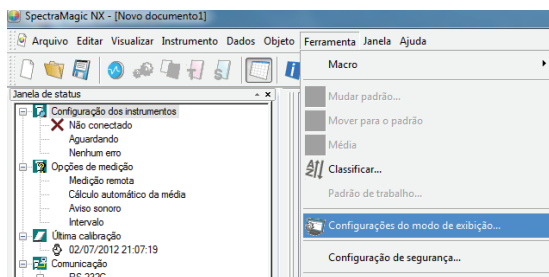 SpectraMagic NX - [Novo documento1]
Arquivo Editar Visualizar Instrumento Dados Objeto Ferramenta Janela Ajuda
Janela de status
Configuração dos instrumentos
Não conectado
Aguardando
Nenhum erro
Opções de medição
Medição remota
Cálculo automático da média
Aviso sonoro
Intervalo
Última calibração
02/07/2012 21:07:19
Comunicação
RS-232C
Macro
Mudar padrão...
Mover para o padrão
Média
Classificar...
Padrão de trabalho...
Configurações do modo de exibição...
Configuração de segurança...